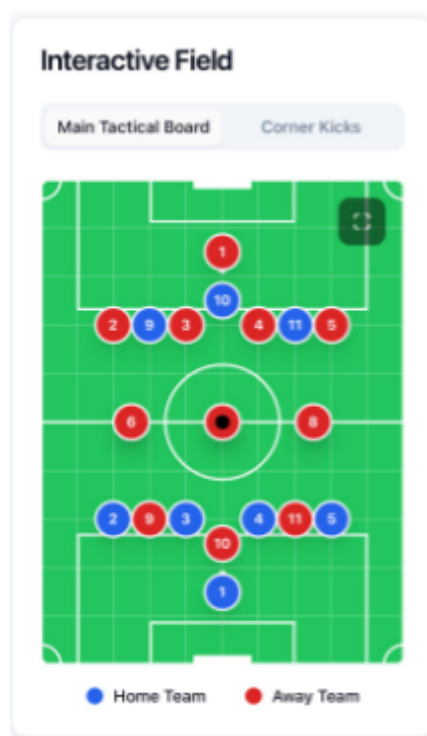 Interactive Field
Main Tactical Board Corner Kicks
1
10
2 9 3 4 11 5
6 8
2 9 3 4 11 5
10
1
Home Team Away Team